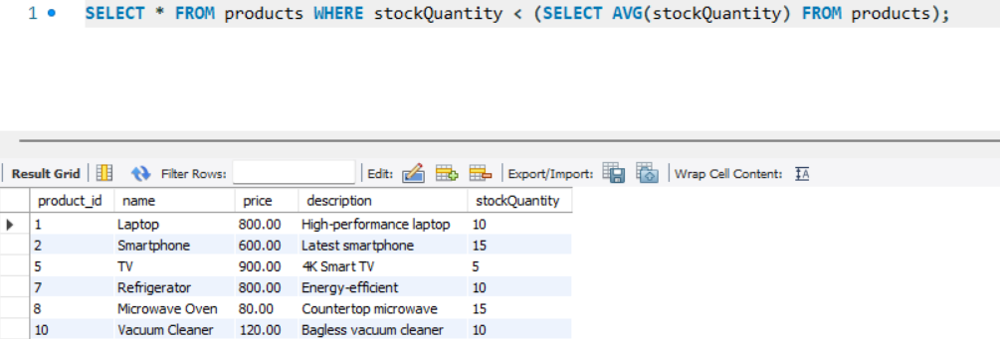 1 SELECT * FROM products WHERE stockQuantity < (SELECT AVG(stockQuantity) FROM products);
Result Grid Filter Rows: Edit: Export/Import: Wrap Cell Content: IA
product_id name price description stockQuantity
1 Laptop 800.00 High-performance laptop 10
2 Smartphone 600.00 Latest smartphone 15
5 TV 900.00 4K Smart TV 5
7 Refrigerator 800.00 Energy-efficient 10
8 Microwave Oven 80.00 Countertop microwave 15
10 Vacuum Cleaner 120.00 Bagless vacuum cleaner 10